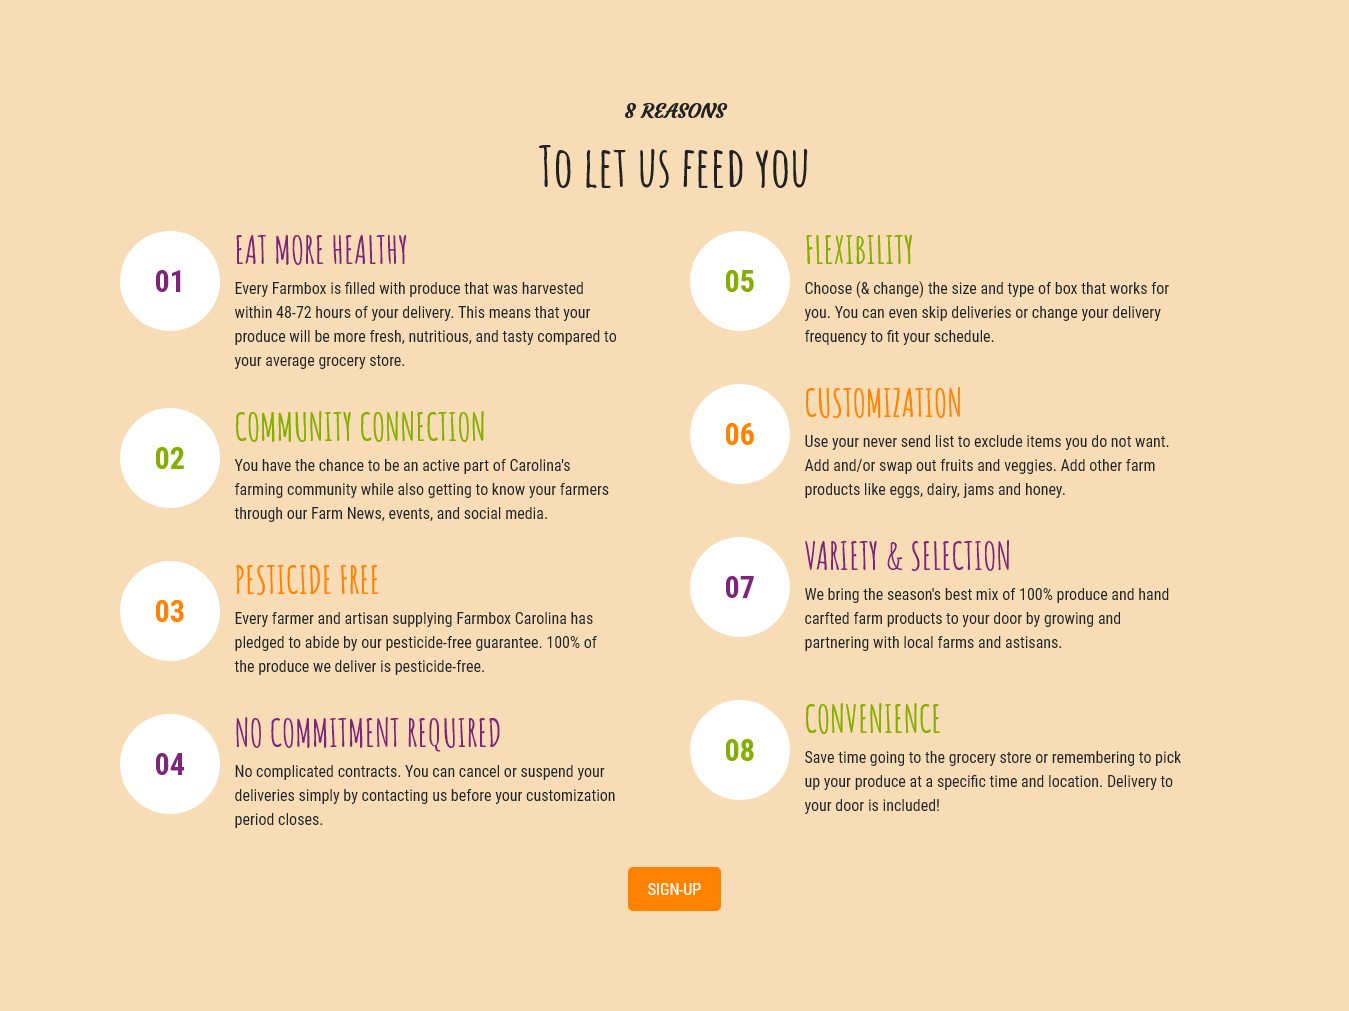 8 REASONS
To let us feed you
01
EAT MORE HEALTHY
Every Farmbox is filled with produce that was harvested
within 48-72 hours of your delivery. This means that your
produce will be more fresh, nutritious, and tasty compared to
your average grocery store.
02
COMMUNITY CONNECTION
You have the chance to be an active part of Carolina's
farming community while also getting to know your farmers
through our Farm News, events, and social media.
03
PESTICIDE FREE
Every farmer and artisan supplying Farmbox Carolina has
pledged to abide by our pesticide-free guarantee. 100% of
the produce we deliver is pesticide-free.
04
NO COMMITMENT REQUIRED
No complicated contracts. You can cancel or suspend your
deliveries simply by contacting us before your customization
period closes.
05
FLEXIBILITY
Choose (& change) the size and type of box that works for
you. You can even skip deliveries or change your delivery
frequency to fit your schedule.
06
CUSTOMIZATION
Use your never send list to exclude items you do not want.
Add and/or swap out fruits and veggies. Add other farm
products like eggs, dairy, jams and honey.
07
VARIETY & SELECTION
We bring the season's best mix of 100% produce and hand
carfted farm products to your door by growing and
partnering with local farms and astisans.
08
CONVENIENCE
Save time going to the grocery store or remembering to pick
up your produce at a specific time and location. Delivery to
your door is included!
SIGN-UP